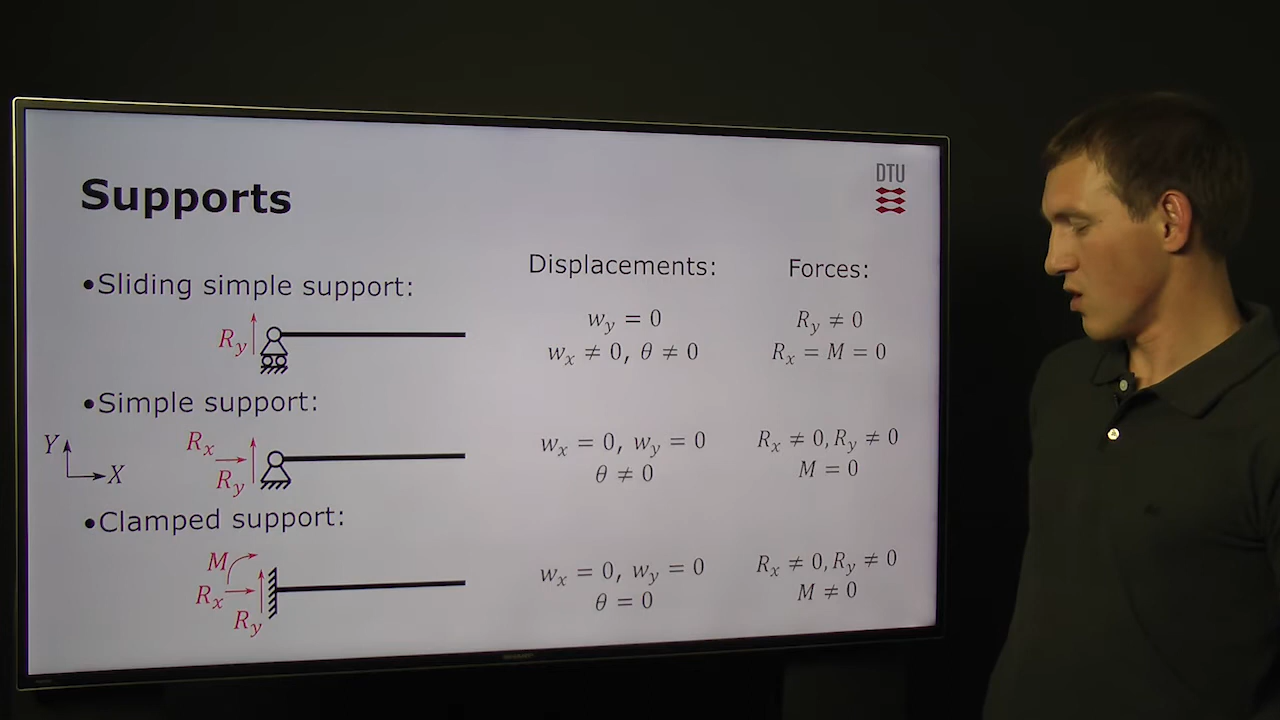 Supports
DTU
Displacements:
Forces:
•Sliding simple support:
R_y
w_y = 0
w_x ≠ 0, θ ≠ 0
R_y ≠ 0
R_x = M = 0
•Simple support:
Y
X
R_x
R_y
w_x = 0, w_y = 0
θ ≠ 0
R_x ≠ 0, R_y ≠ 0
M = 0
•Clamped support:
M
R_x
R_y
w_x = 0, w_y = 0
θ = 0
R_x ≠ 0, R_y ≠ 0
M ≠ 0